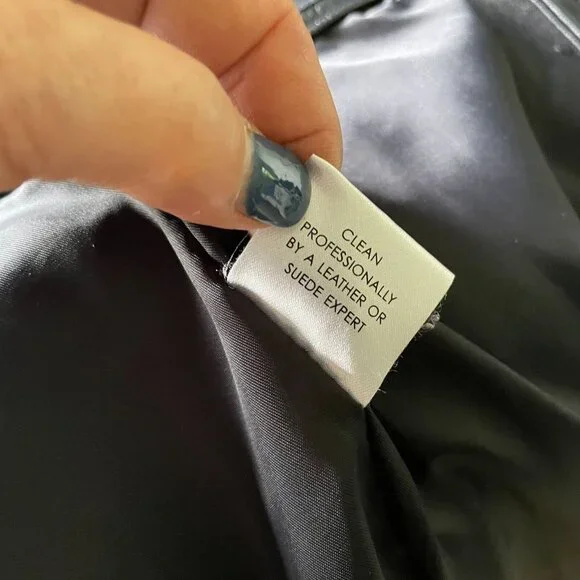 CLEAN
PROFESSIONALLY
BY A LEATHER OR
SUEDE EXPERT